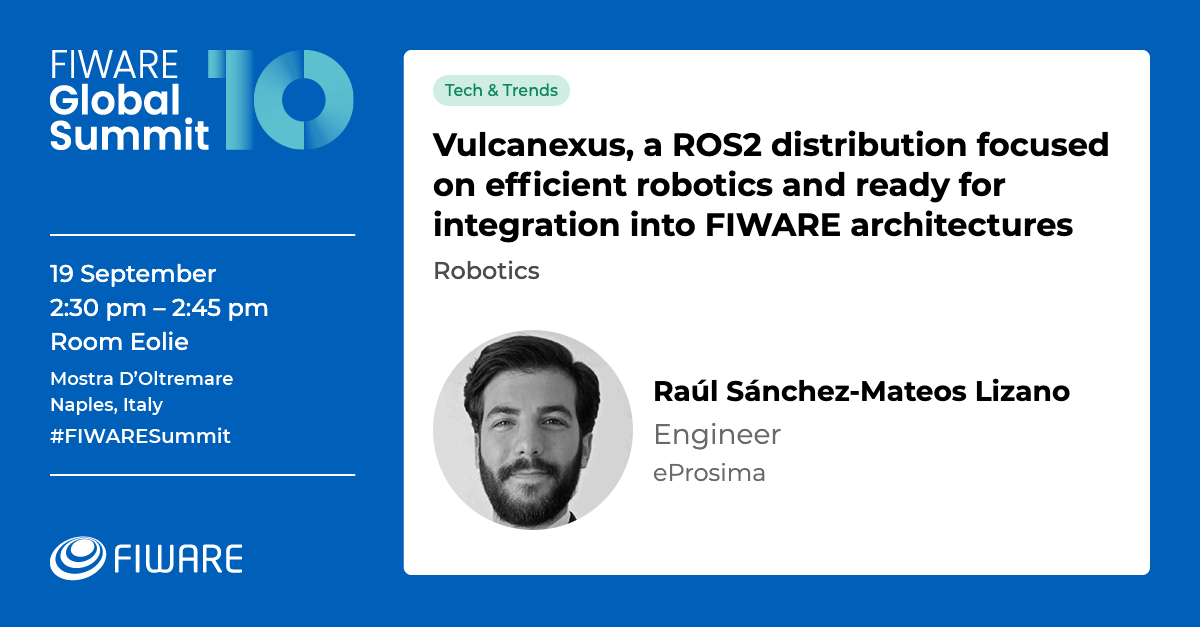 FIWARE
Global
Summit
10
19 September
2:30 pm – 2:45 pm
Room Eolie
Mostra D’Oltremare
Naples, Italy
#FIWARESummit
FIWARE
Tech & Trends
Vulcanexus, a ROS2 distribution focused
on efficient robotics and ready for
integration into FIWARE architectures
Robotics
Raúl Sánchez-Mateos Lizano
Engineer
eProsima